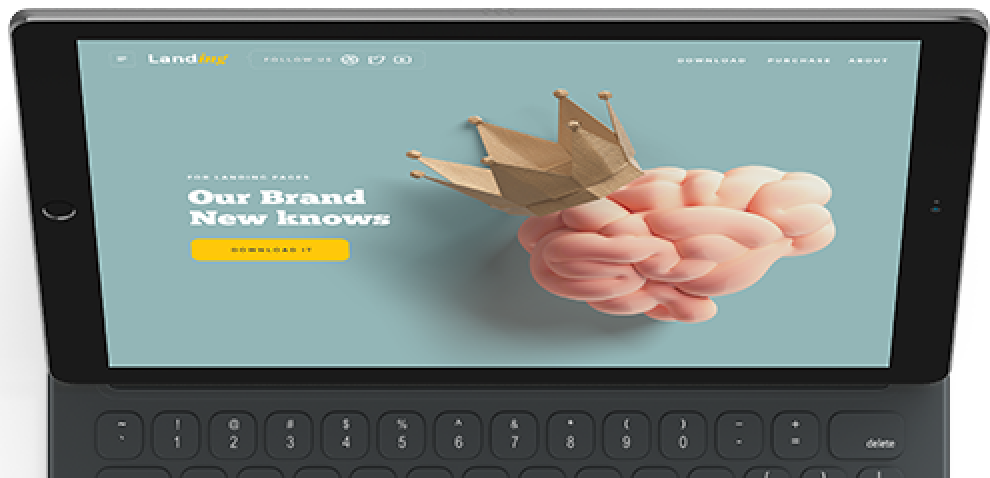 Landing
FOLLOW US
DOWNLOAD PURCHASE ABOUT
FOR LANDING PAGES
Our Brand
New knows
DOWNLOAD IT
~ ! @ # $ % ^ & * ( ) - +
` 1 2 3 4 5 6 7 8 9 0 - =
delete